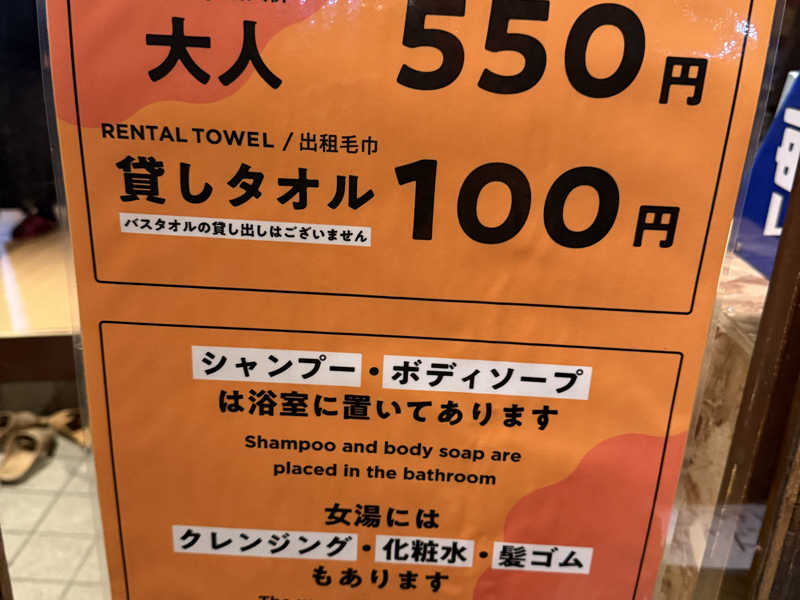 大人 550円
RENTAL TOWEL / 出租毛巾
貸しタオル 100円
バスタオルの貸し出しはございません
シャンプー・ボディソープ
は浴室に置いてあります
Shampoo and body soap are
placed in the bathroom
女湯には
クレンジング・化粧水・髪ゴム
もあります